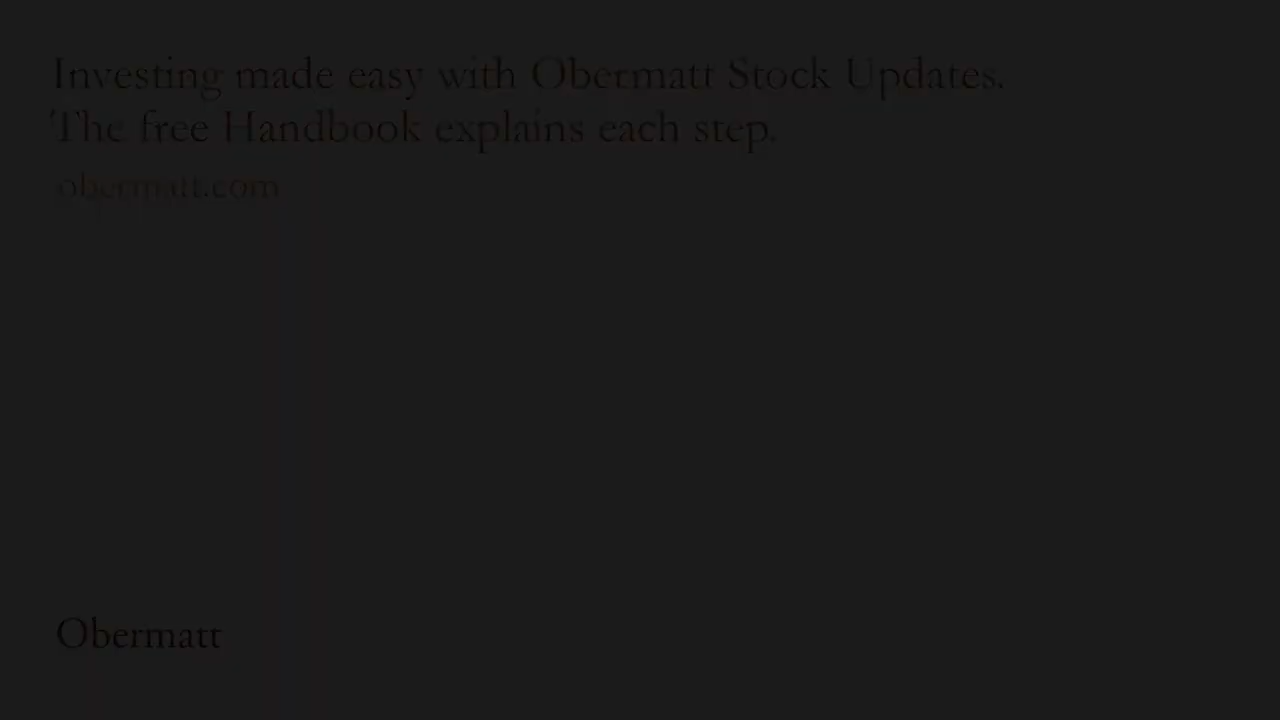 Investing made easy with Obermatt Stock Updates.
The free Handbook explains each step.
obermatt.com
Obermatt